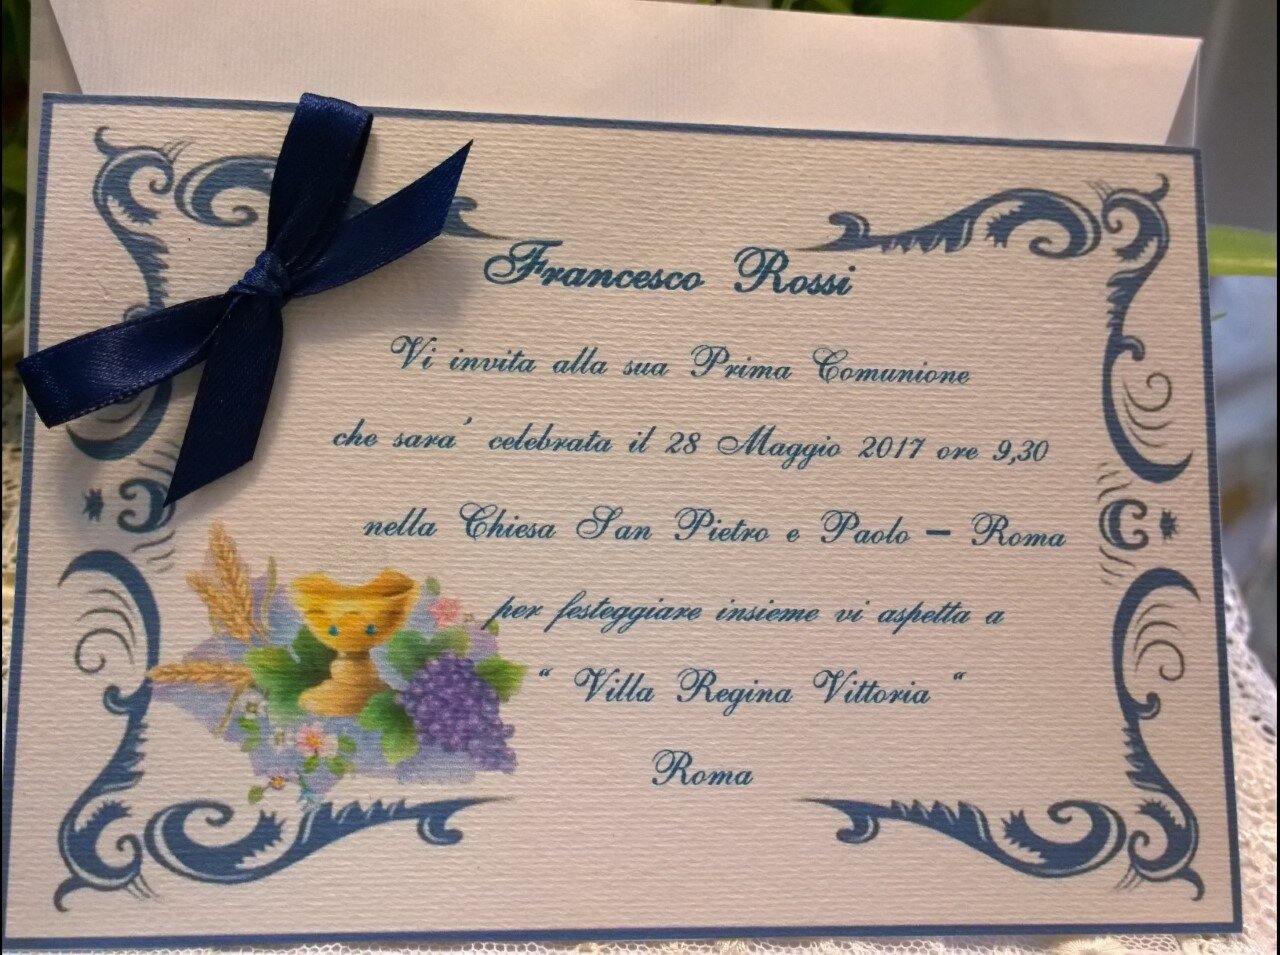 Francesco Rossi
Vi invita alla sua Prima Comunione
che sara' celebrata il 28 Maggio 2017 ore 9,30
nella Chiesa San Pietro e Paolo – Roma
per festeggiare insieme vi aspetta a
“ Villa Regina Vittoria “
Roma